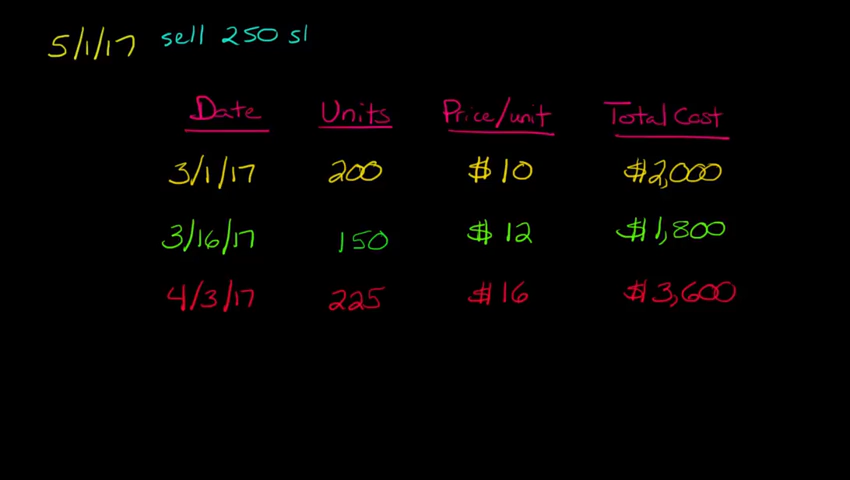 5/1/17 sell 250 sl
Date Units Price/unit Total Cost
3/1/17 200 $10 $2,000
3/16/17 150 $12 $1,800
4/3/17 225 $16 $3,600